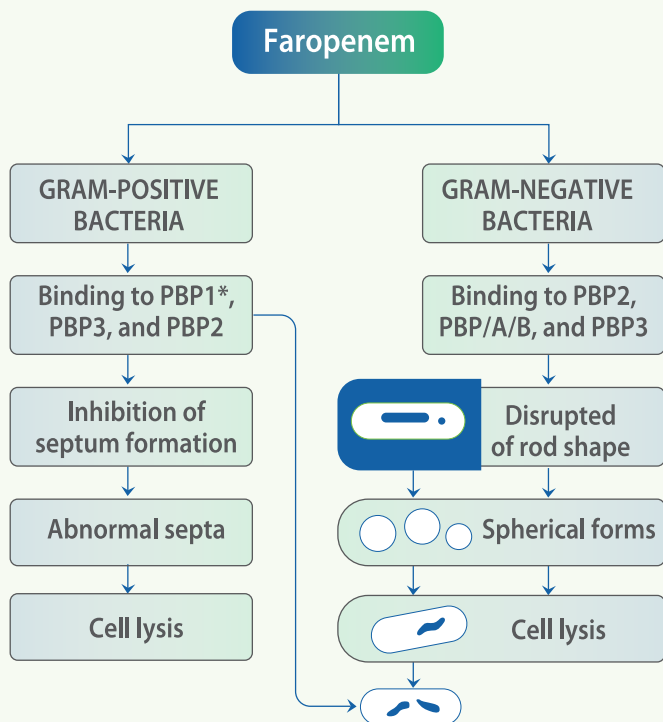 Faropenem
GRAM-POSITIVE
BACTERIA
Binding to PBP1*,
PBP3, and PBP2
Inhibition of
septum formation
Abnormal septa
Cell lysis
GRAM-NEGATIVE
BACTERIA
Binding to PBP2,
PBP/A/B, and PBP3
Disrupted
of rod shape
Spherical forms
Cell lysis